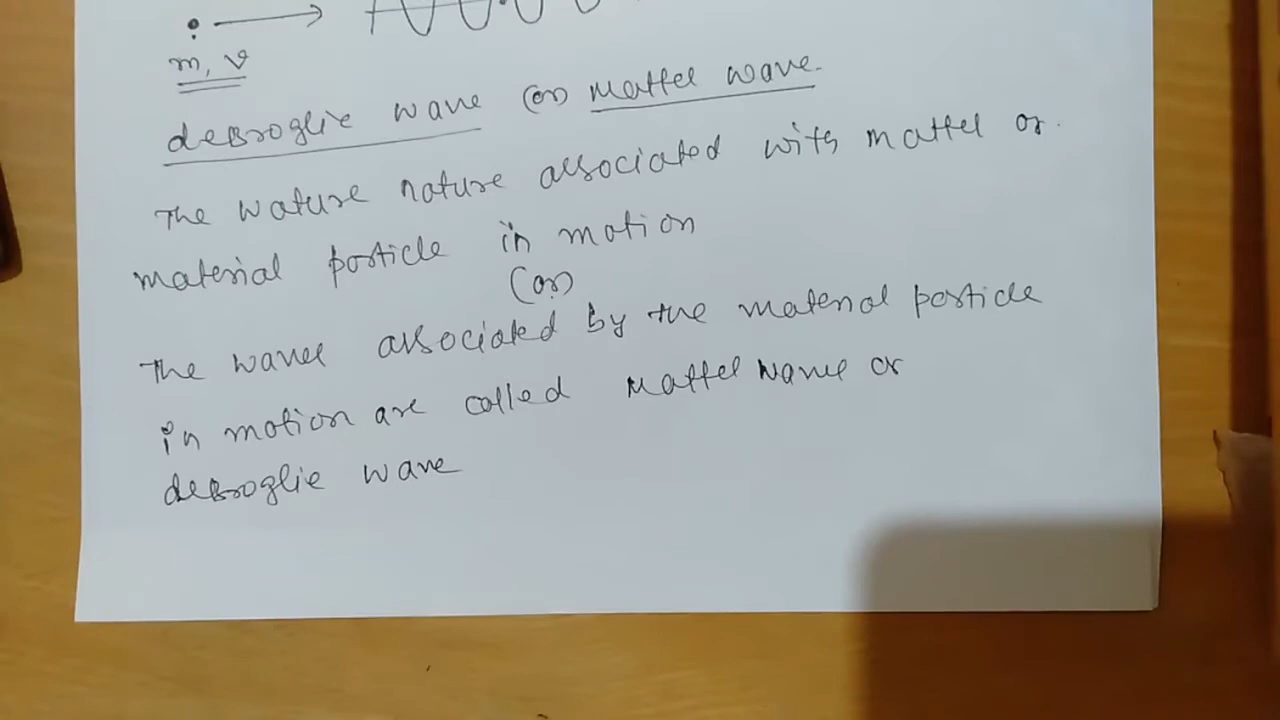 m, v
deBroglie wave (or) Matter wave.
The wature nature associated with matter or.
material particle in motion
(or)
The waves associated by the material particle
in motion are called Matter wave or
deBroglie wave